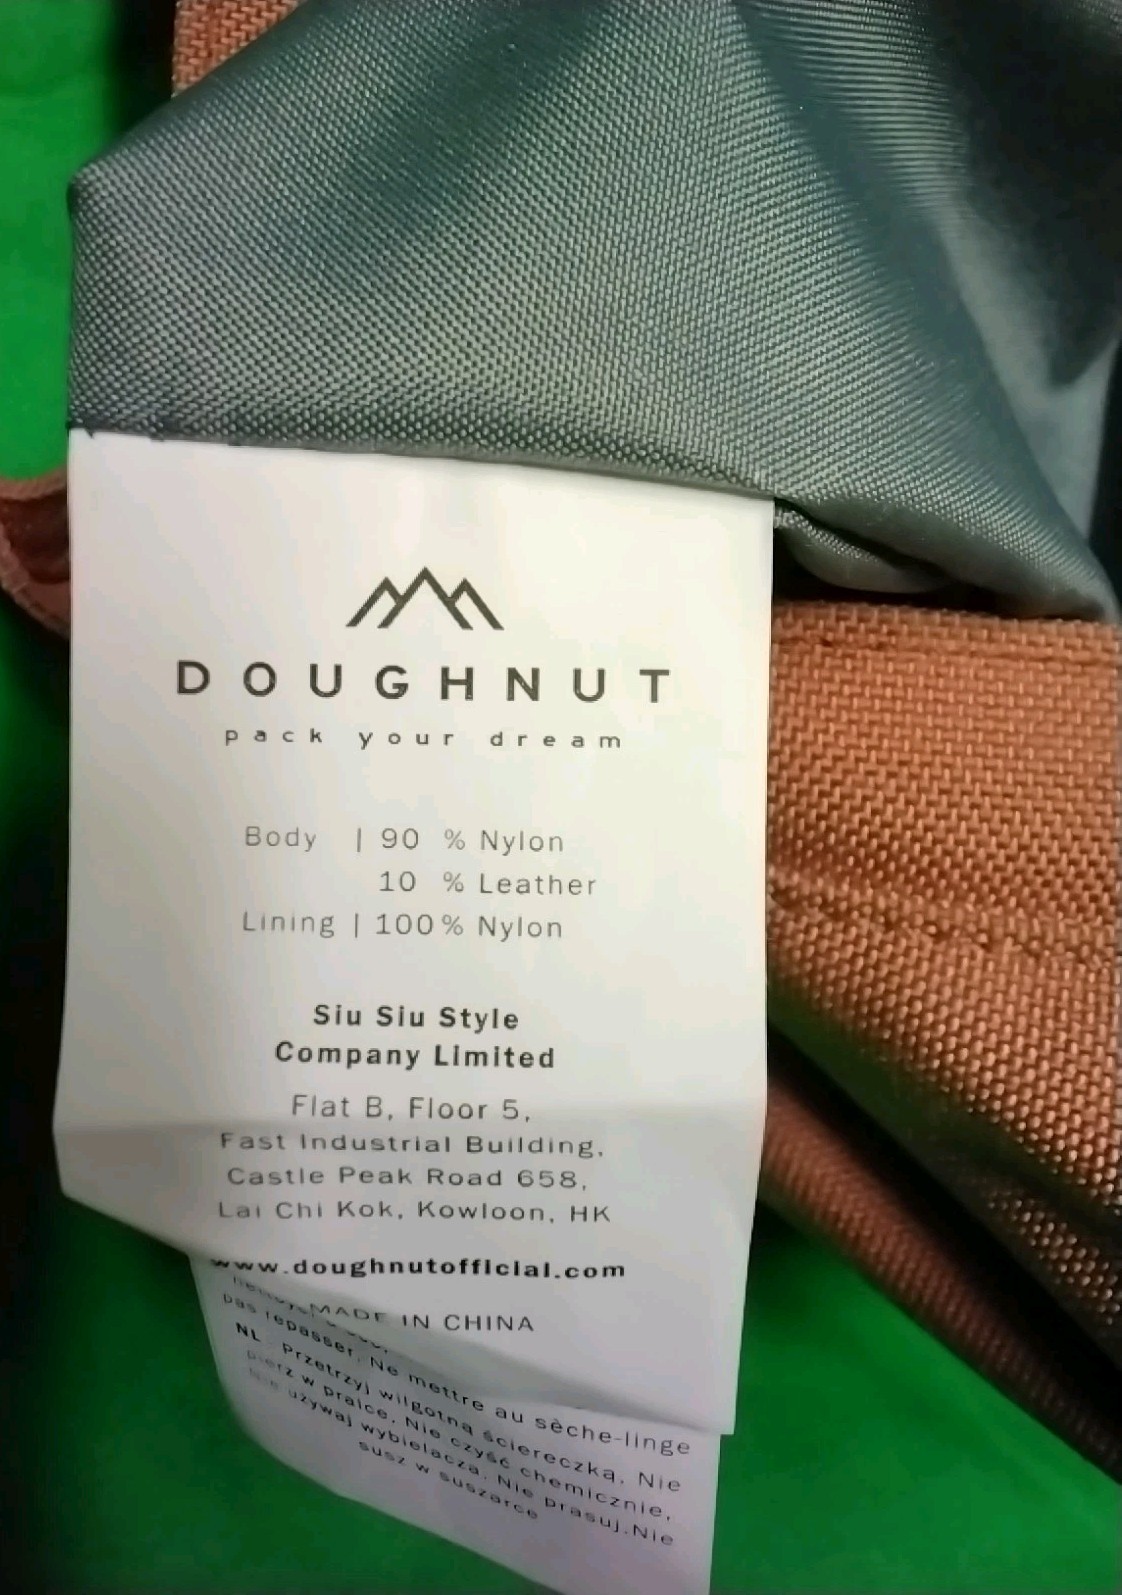 DOUGHNUT
pack your dream
Body | 90 % Nylon
10 % Leather
Lining | 100% Nylon
Siu Siu Style
Company Limited
Flat B, Floor 5,
Fast Industrial Building,
Castle Peak Road 658,
Lai Chi Kok, Kowloon, HK
www.doughnutofficial.com
MADE IN CHINA
pas repasser. Ne mettre au sèche-linge
NL Przetrzyj wilgotną ściereczką. Nie
pierz w pralce. Nie czyść chemicznie,
Nie używaj wybielacza. Nie prasuj.Nie
susz w suszarce